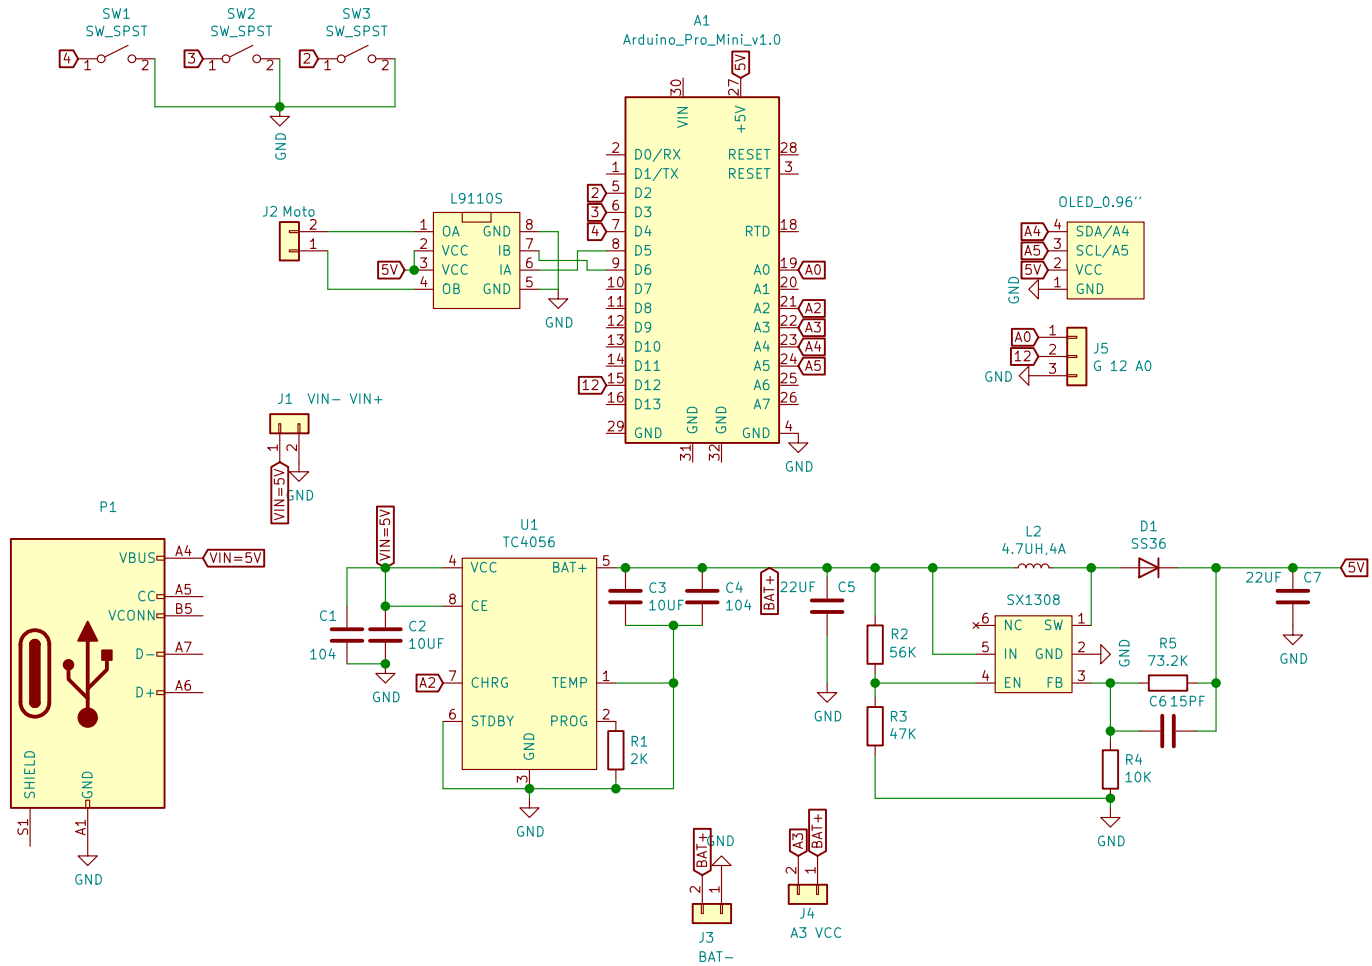 SW1
SW_SPST
4
1
2
SW2
SW_SPST
3
1
2
SW3
SW_SPST
2
1
2
GND
A1
Arduino_Pro_Mini_v1.0
5V
30
27
VIN
+5V
2 D0/RX
RESET 28
1 D1/TX
RESET 3
2 5 D2
3 6 D3
4 7 D4
RTD 18
8 D5
9 D6
A0 19 A0
10 D7
A1 20
11 D8
A2 21 A2
12 D9
A3 22 A3
13 D10
A4 23 A4
14 D11
A5 24 A5
12 15 D12
A6 25
16 D13
A7 26
29 GND
GND
GND
GND 4
31
32
GND
L9110S
J2 Moto
2
1
1 OA
GND 8
2 VCC
IB 7
5V
3 VCC
IA 6
4 OB
GND 5
GND
OLED_0.96''
A4 4 SDA/A4
A5 3 SCL/A5
5V 2 VCC
GND 1 GND
A0 1
12 2
GND 3
J5
G 12 A0
J1 VIN- VIN+
1
2
VIN=5V
GND
P1
VBUS A4 VIN=5V
CC A5
VCONN B5
D- A7
D+ A6
SHIELD
GND
S1
A1
GND
VIN=5V
C1
104
C2
10UF
GND
U1
TC4056
4 VCC
BAT+ 5
8 CE
A2 7 CHRG
TEMP 1
6 STDBY
PROG 2
GND
3
GND
R1
2K
C3
10UF
C4
104
BAT+
22UF C5
GND
R2
56K
R3
47K
L2
4.7UH,4A
D1
SS36
SX1308
6 NC
SW 1
5 IN
GND 2
GND
4 EN
FB 3
R5
73.2K
C6 15PF
R4
10K
GND
22UF C7
5V
GND
BAT+
GND
2
1
J3
BAT-
A3
BAT+
2
1
J4
A3 VCC